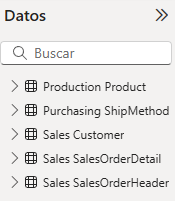 Datos
Buscar
Production Product
Purchasing ShipMethod
Sales Customer
Sales SalesOrderDetail
Sales SalesOrderHeader